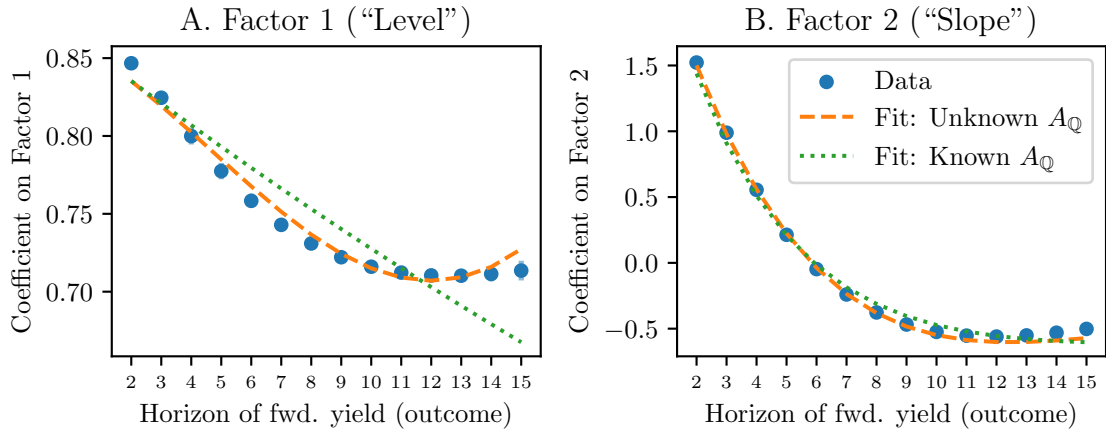 A. Factor 1 (“Level”)
Coefficient on Factor 1
0.85
0.80
0.75
0.70
2 3 4 5 6 7 8 9 10 11 12 13 14 15
Horizon of fwd. yield (outcome)
B. Factor 2 (“Slope”)
Coefficient on Factor 2
1.5
1.0
0.5
0.0
−0.5
Data
Fit: Unknown A_ℚ
Fit: Known A_ℚ
2 3 4 5 6 7 8 9 10 11 12 13 14 15
Horizon of fwd. yield (outcome)